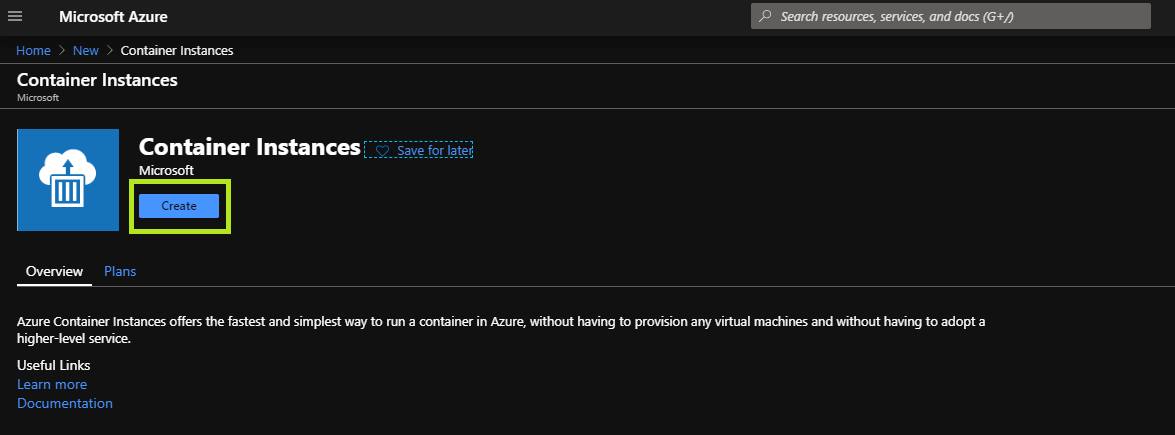 Microsoft Azure
Search resources, services, and docs (G+/)
Home > New > Container Instances
Container Instances
Microsoft
Container Instances
Save for later
Microsoft
Create
Overview
Plans
Azure Container Instances offers the fastest and simplest way to run a container in Azure, without having to provision any virtual machines and without having to adopt a
higher-level service.
Useful Links
Learn more
Documentation